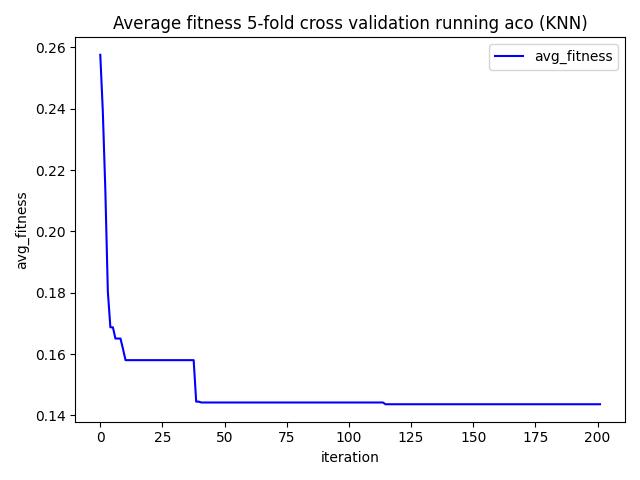 Average fitness 5-fold cross validation running aco (KNN)
avg_fitness
0.26
0.24
0.22
0.20
0.18
0.16
0.14
avg_fitness
0 25 50 75 100 125 150 175 200
iteration